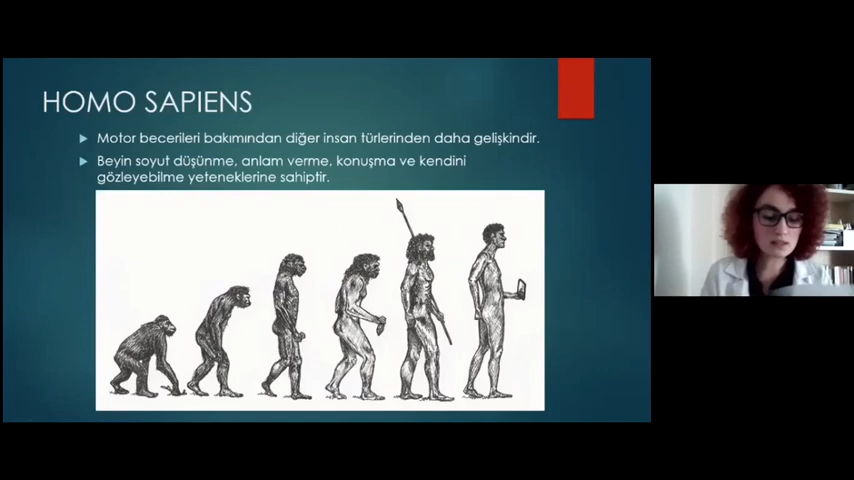 HOMO SAPIENS
Motor becerileri bakımından diğer insan türlerinden daha gelişkindir.
Beyin soyut düşünme, anlam verme, konuşma ve kendini
gözleyebilme yeteneklerine sahiptir.